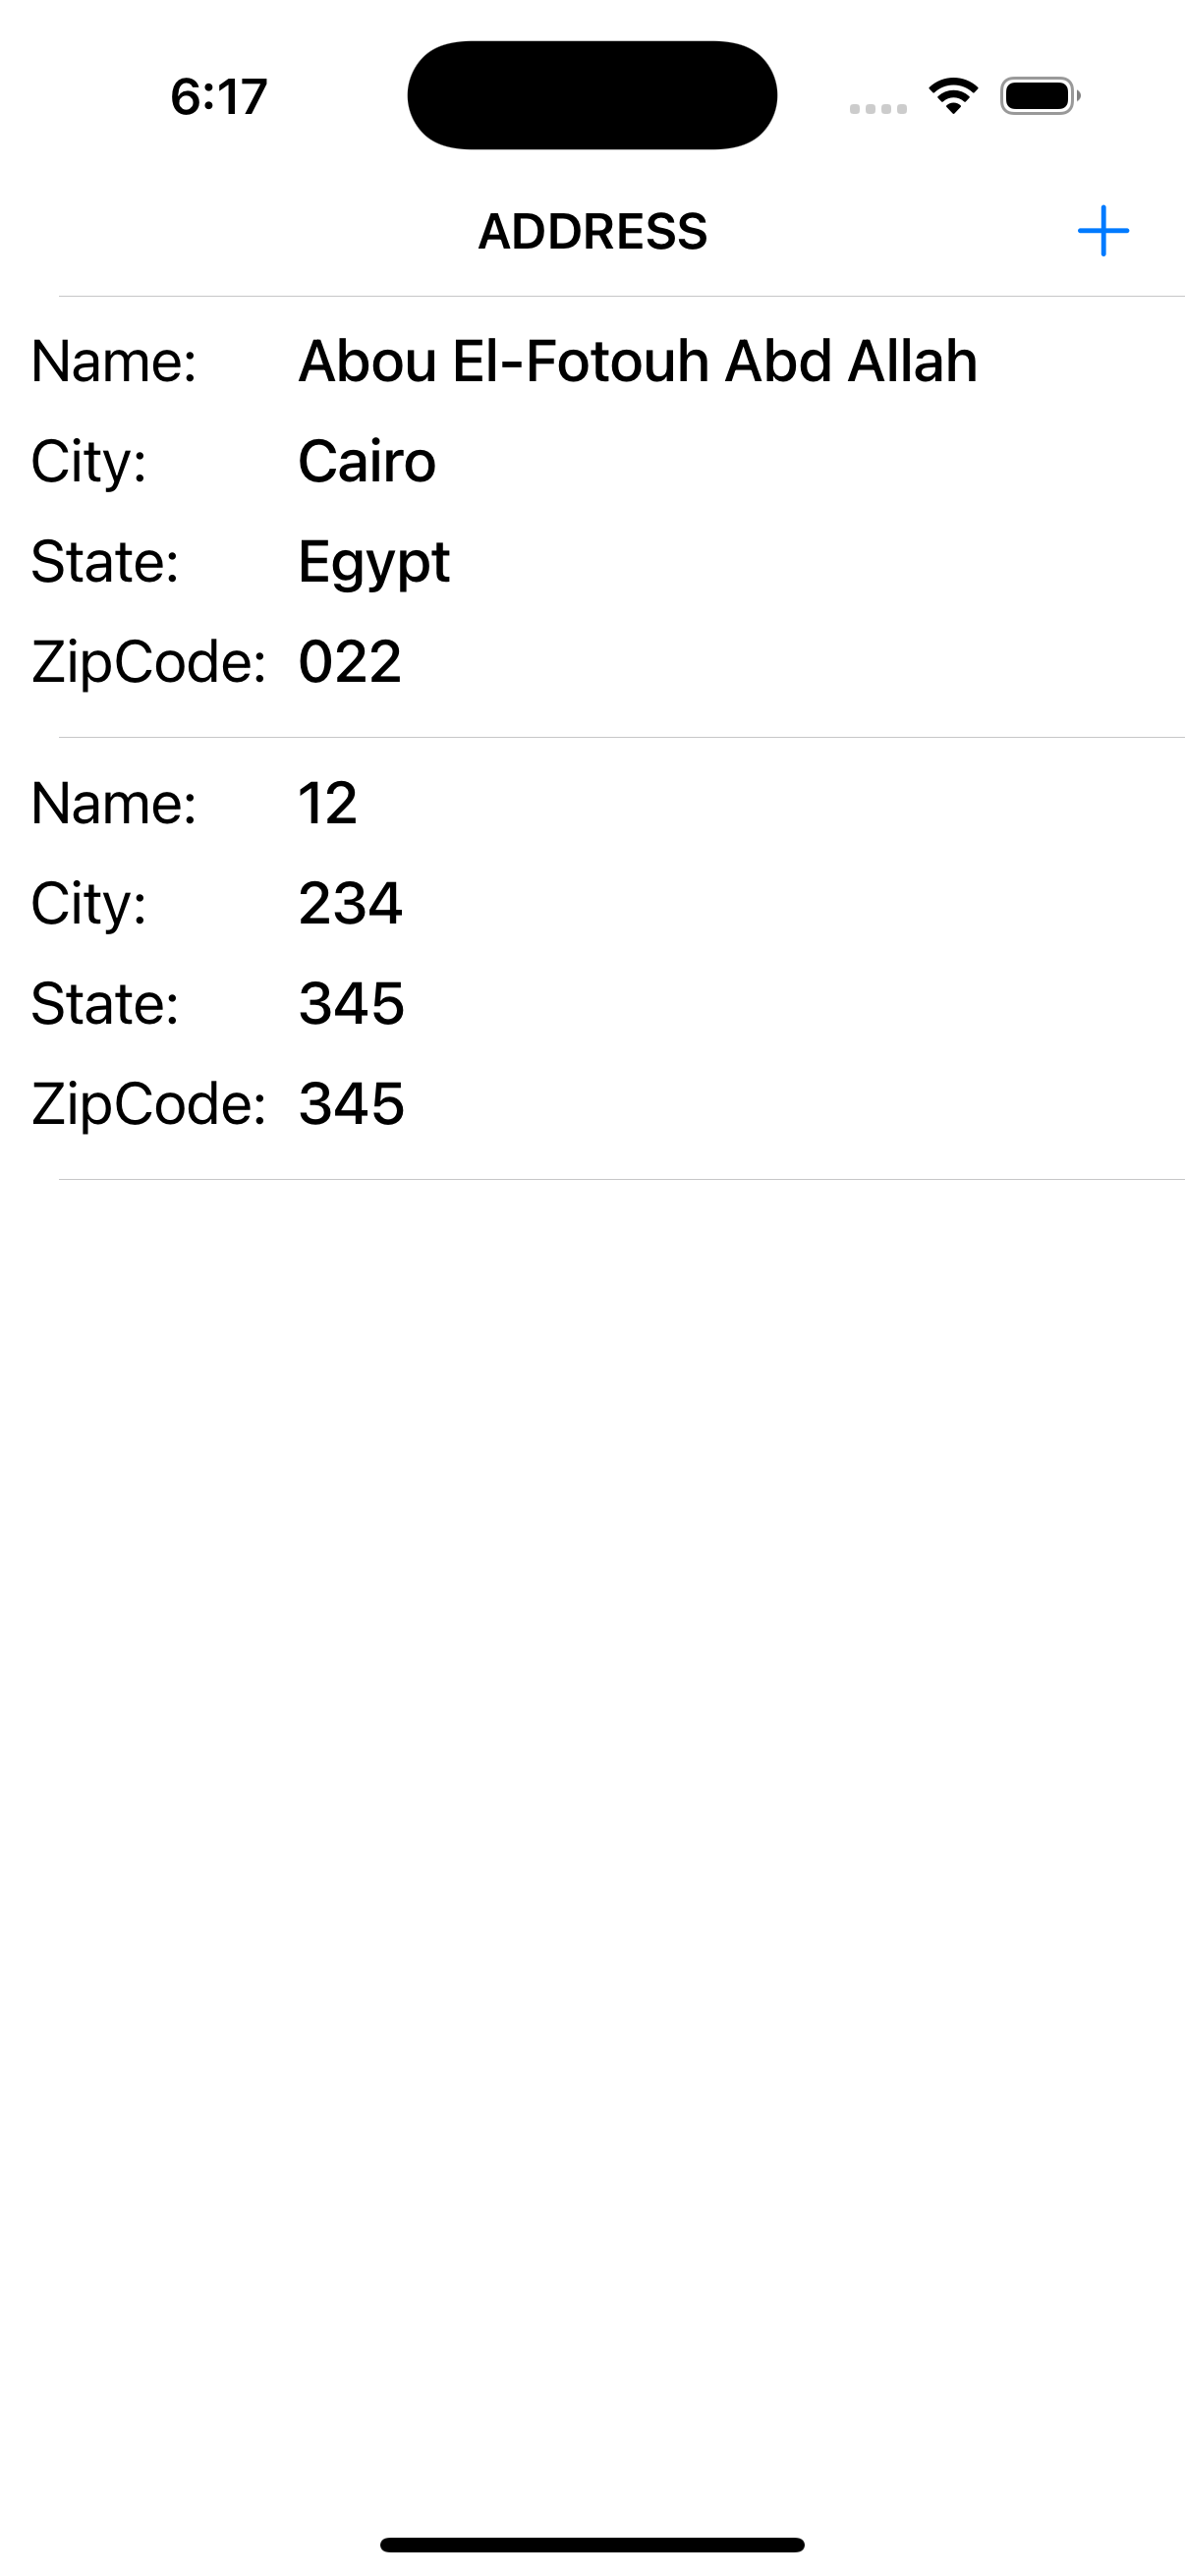 6:17
ADDRESS
Name: Abou El-Fotouh Abd Allah
City: Cairo
State: Egypt
ZipCode: 022
Name: 12
City: 234
State: 345
ZipCode: 345